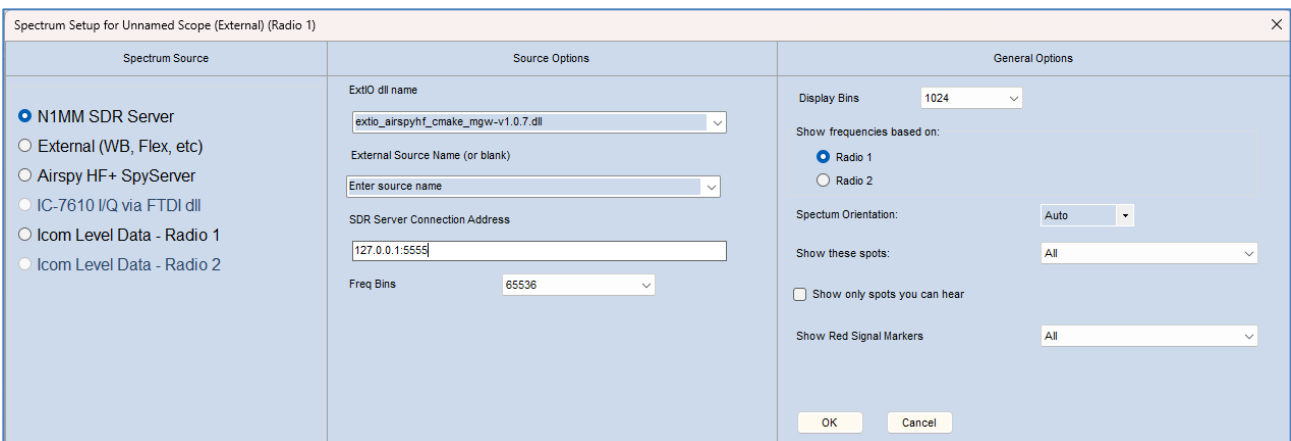 Spectrum Setup for Unnamed Scope (External) (Radio 1)
Spectrum Source
Source Options
General Options
N1MM SDR Server
External (WB, Flex, etc)
Airspy HF+ SpyServer
IC-7610 I/Q via FTDI dll
Icom Level Data - Radio 1
Icom Level Data - Radio 2
ExtIO dll name
extio_airspyhf_cmake_mgw-v1.0.7.dll
External Source Name (or blank)
Enter source name
SDR Server Connection Address
127.0.0.1:5555
Freq Bins 65536
Display Bins 1024
Show frequencies based on:
Radio 1
Radio 2
Spectum Orientation: Auto
Show these spots: All
Show only spots you can hear
Show Red Signal Markers All
OK Cancel